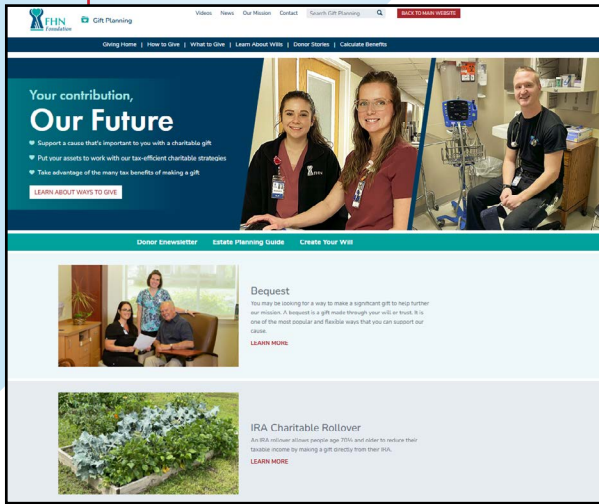 FHN
Foundation
Gift Planning
Videos News Our Mission Contact Search Gift Planning BACK TO MAIN WEBSITE
Giving Home | How to Give | What to Give | Learn About Wills | Donor Stories | Calculate Benefits
Your contribution,
Our Future
Support a cause that's important to you with a charitable gift
Put your assets to work with our tax-efficient charitable strategies
Take advantage of the many tax benefits of making a gift
LEARN ABOUT WAYS TO GIVE
FHN
Donor Enewsletter Estate Planning Guide Create Your Will
Bequest
You may be looking for a way to make a significant gift to help further
our mission. A bequest is a gift made through your will or trust. It is
one of the most popular and flexible ways that you can support our
cause.
LEARN MORE
IRA Charitable Rollover
An IRA rollover allows people age 70½ and older to reduce their
taxable income by making a gift directly from their IRA.
LEARN MORE